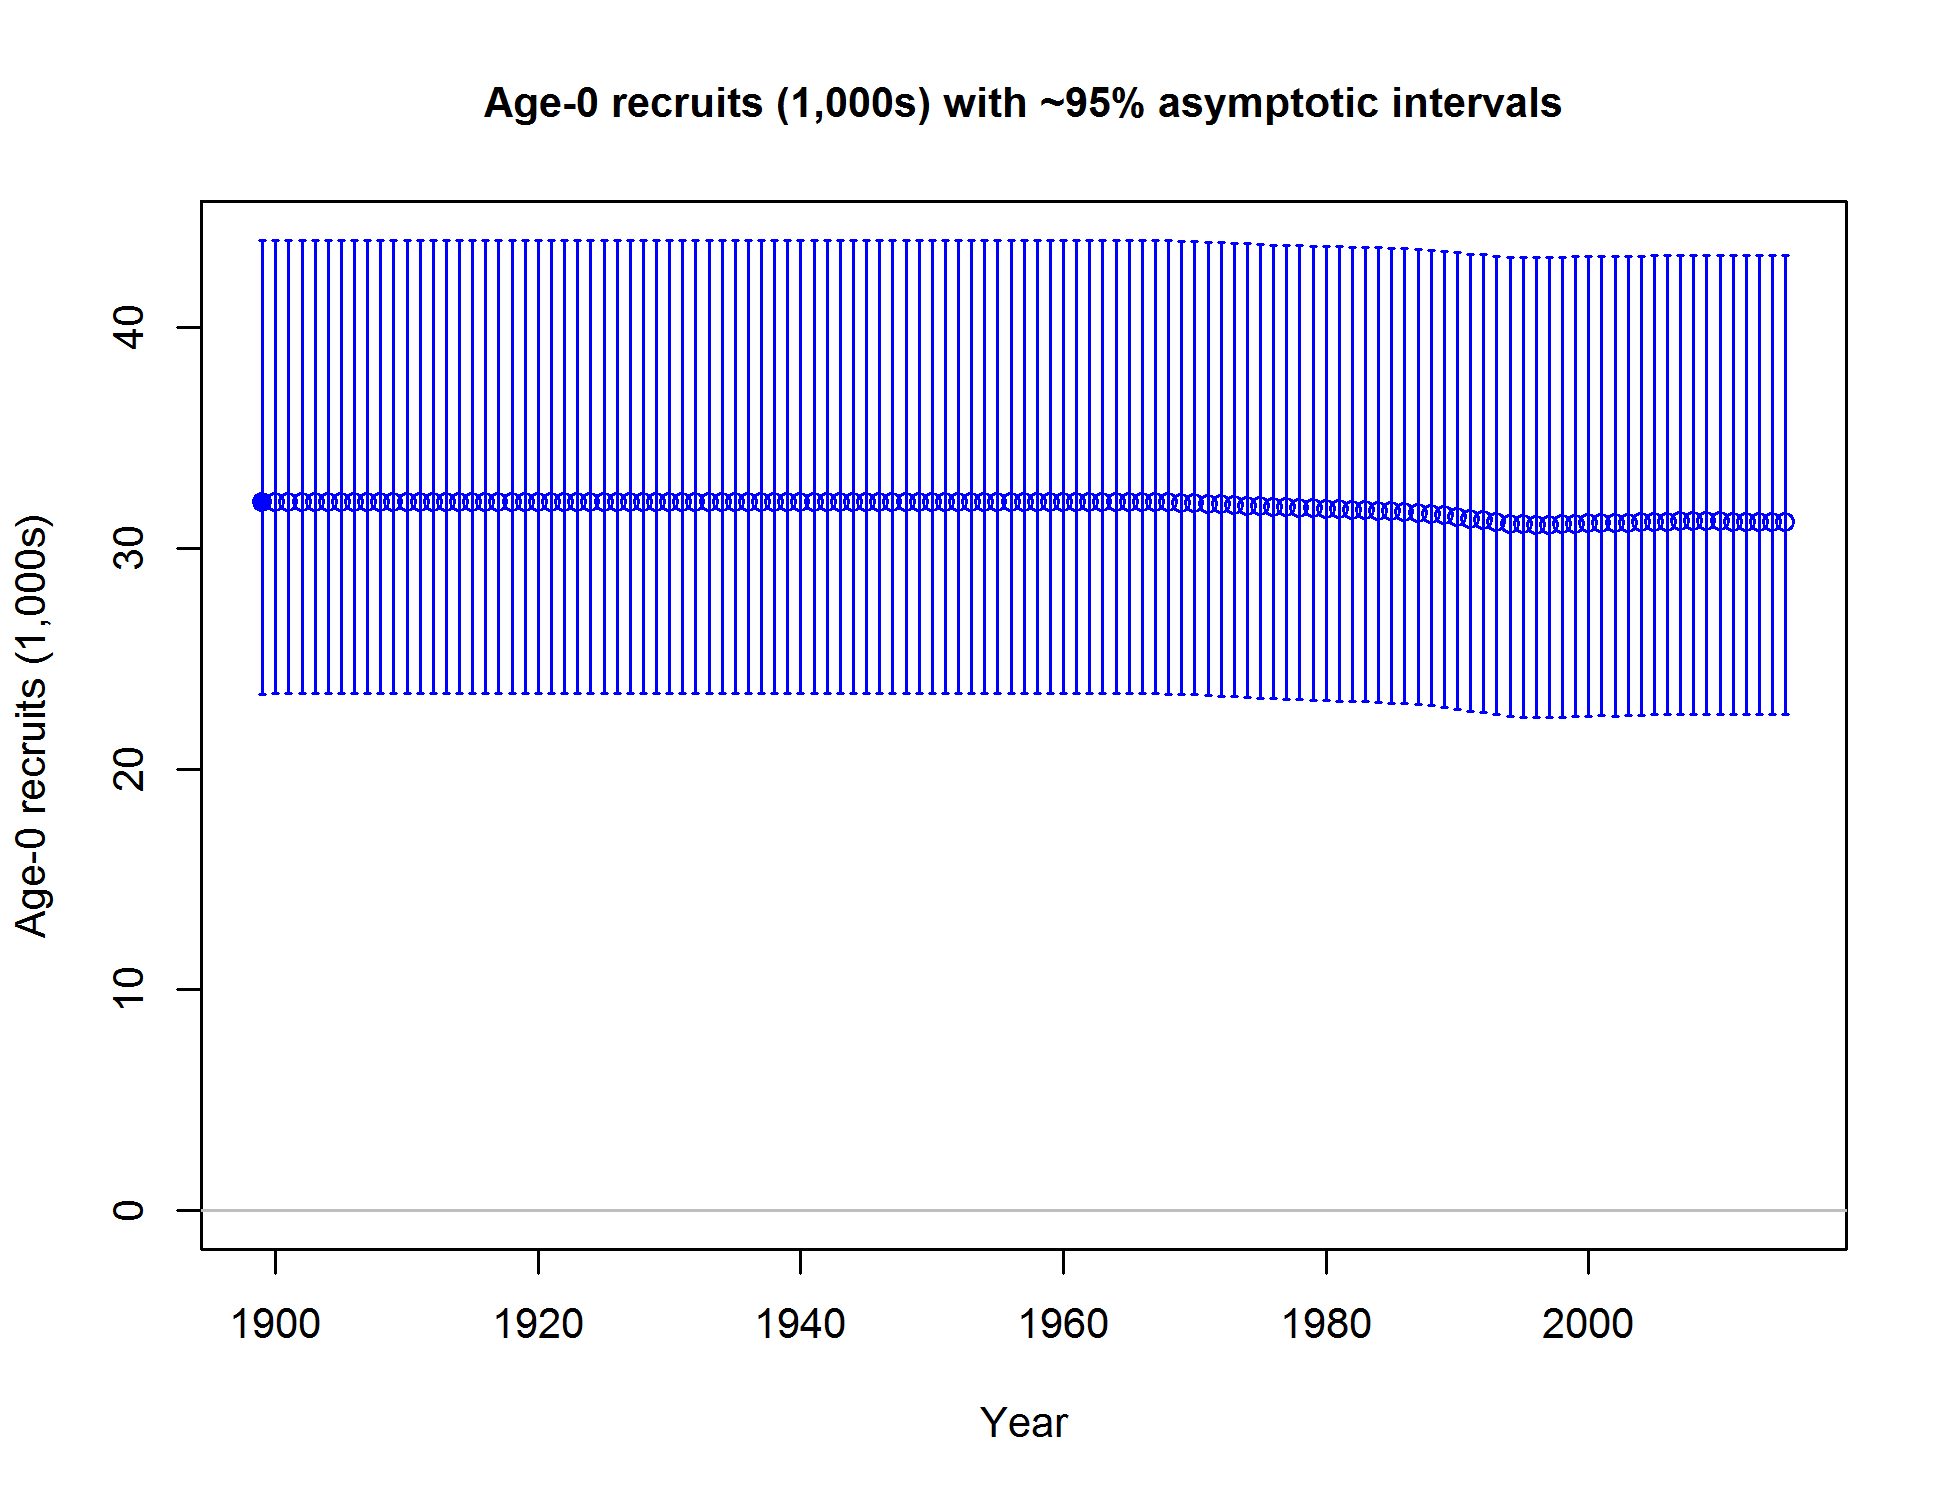 Age-0 recruits (1,000s) with ~95% asymptotic intervals
Age-0 recruits (1,000s)
40
30
20
10
0
1900 1920 1940 1960 1980 2000
Year